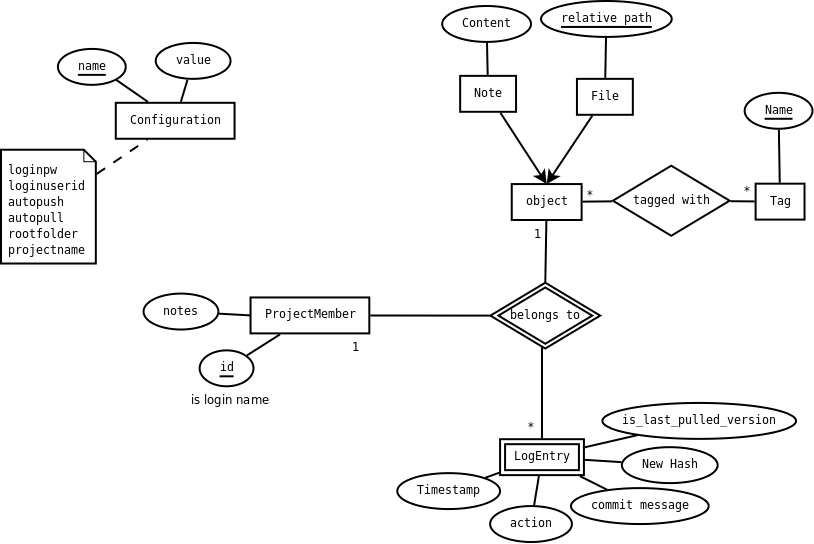 Content
relative path
name
value
Note
File
Name
Configuration
loginpw
loginuserid
autopush
autopull
rootfolder
projectname
object
*
tagged with
*
Tag
1
notes
ProjectMember
belongs to
1
id
is login name
*
is_last_pulled_version
LogEntry
New Hash
Timestamp
commit message
action